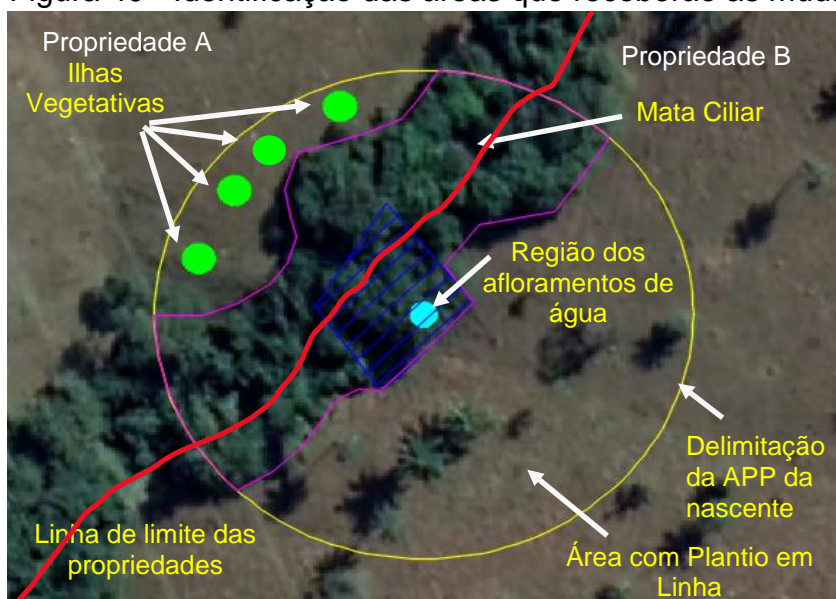 Propriedade A
Ilhas
Vegetativas
Propriedade B
Mata Ciliar
Região dos
afloramentos de
água
Delimitação
da APP da
nascente
Linha de limite das
propriedades
Área com Plantio em
Linha